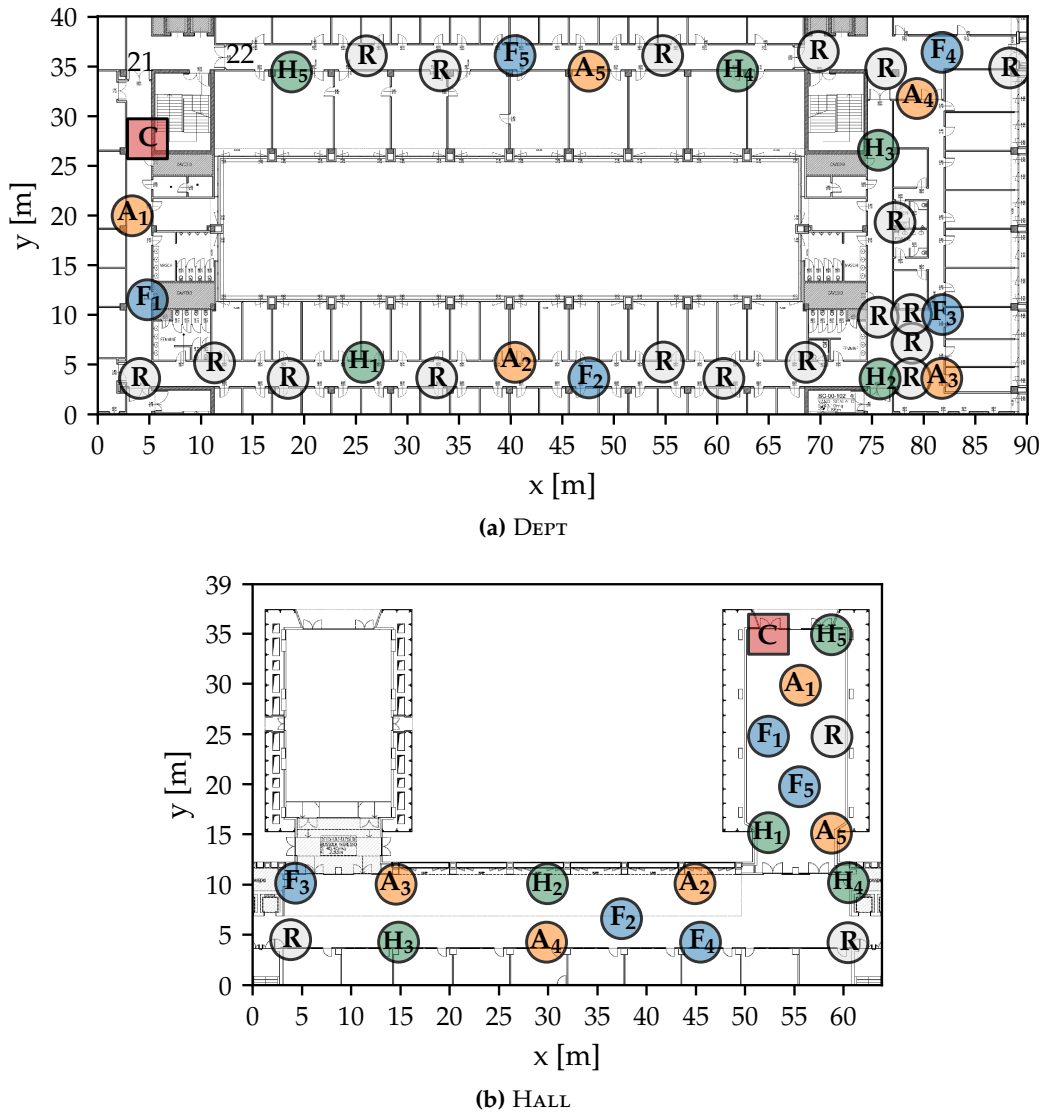 40
35
30
25
20
15
10
5
0
y [m]
21
22
H5
R
R
F5
A5
R
H4
R
R
F4
R
A4
C
H3
A1
R
F1
R
R
F3
R
R
R
R
H1
R
A2
F2
R
R
R
H2
R
A3
0 5 10 15 20 25 30 35 40 45 50 55 60 65 70 75 80 85 90
x [m]
(a) DEPT
39
35
30
25
20
15
10
5
0
y [m]
C
H5
A1
F1
R
F5
H1
A5
F3
A3
H2
A2
H4
F2
R
H3
A4
F4
R
0 5 10 15 20 25 30 35 40 45 50 55 60
x [m]
(b) HALL